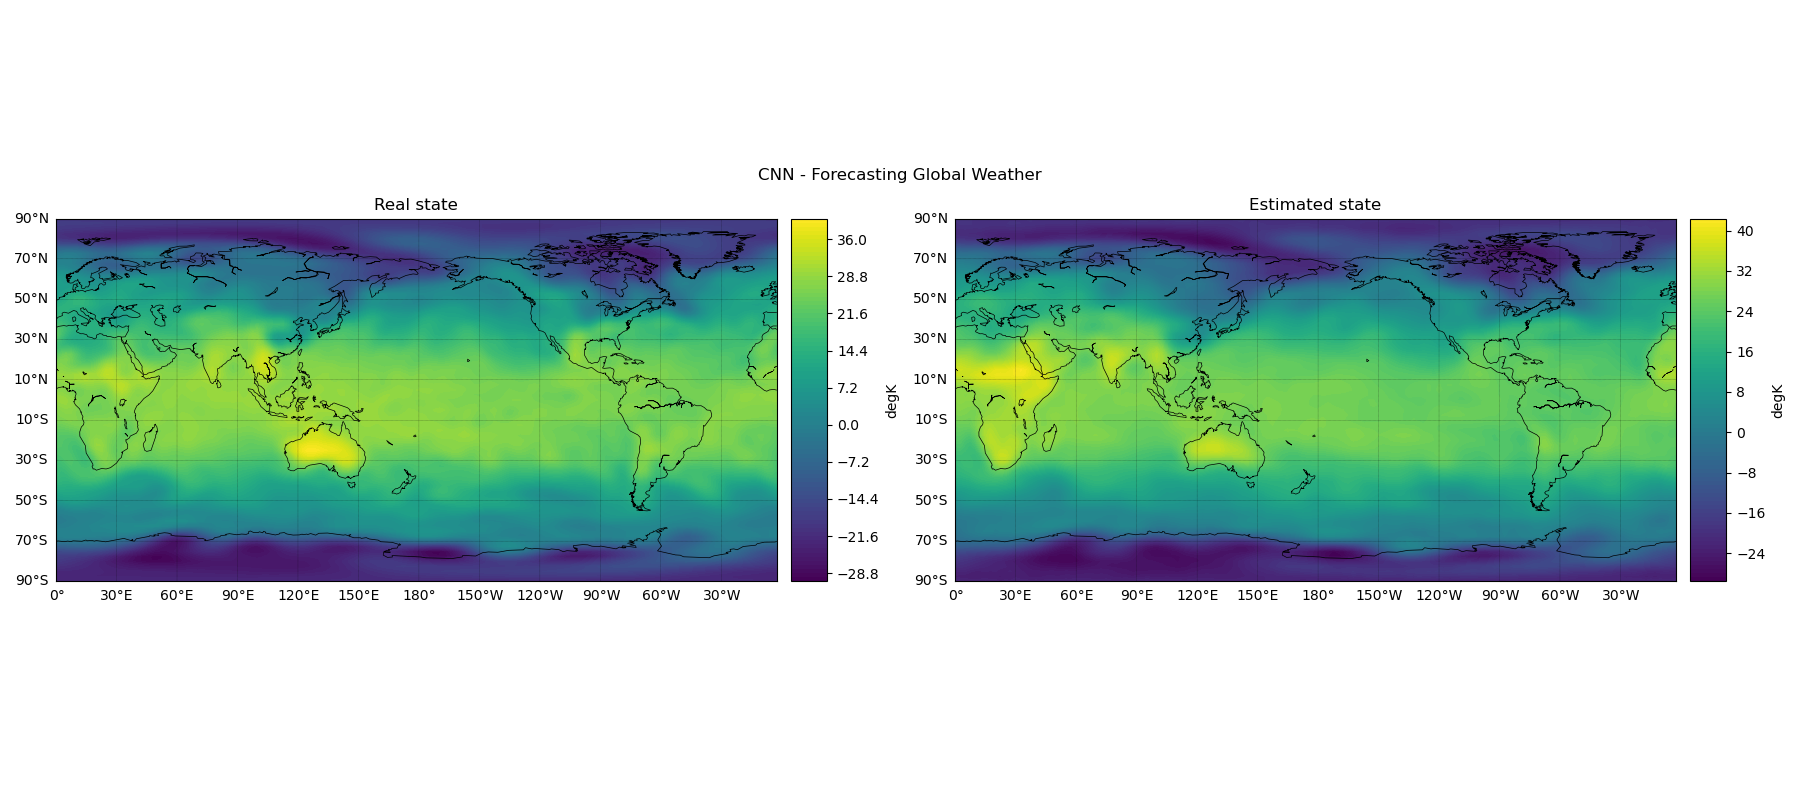 CNN - Forecasting Global Weather
Real state
90°N
70°N
50°N
30°N
10°N
10°S
30°S
50°S
70°S
90°S
0°
30°E
60°E
90°E
120°E
150°E
180°
150°W
120°W
90°W
60°W
30°W
36.0
28.8
21.6
14.4
7.2
0.0
−7.2
−14.4
−21.6
−28.8
degK
Estimated state
90°N
70°N
50°N
30°N
10°N
10°S
30°S
50°S
70°S
90°S
0°
30°E
60°E
90°E
120°E
150°E
180°
150°W
120°W
90°W
60°W
30°W
40
32
24
16
8
0
−8
−16
−24
degK